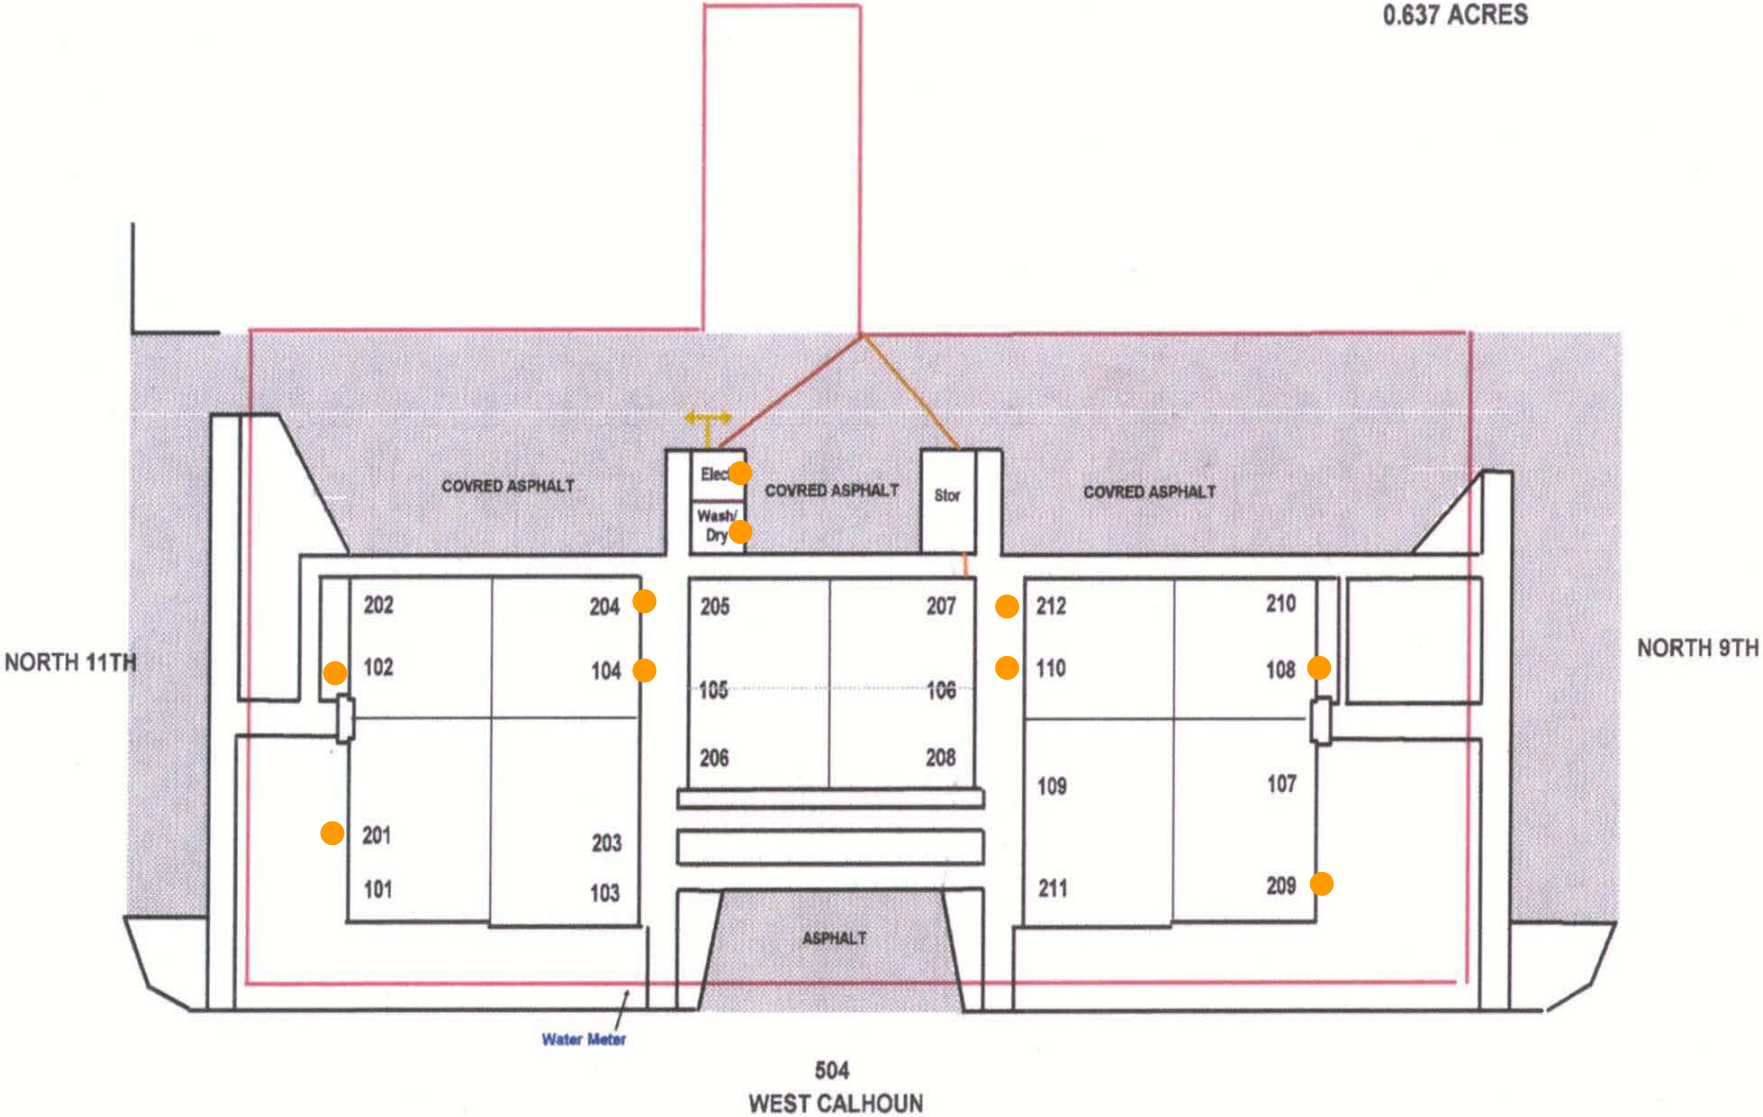 0.637 ACRES
Elect
Wash/
Dry
COVRED ASPHALT
COVRED ASPHALT
Stor
COVRED ASPHALT
202
204
205
207
212
210
NORTH 11TH
102
104
105
106
110
108
NORTH 9TH
206
208
109
107
201
203
101
103
211
209
ASPHALT
Water Meter
504
WEST CALHOUN